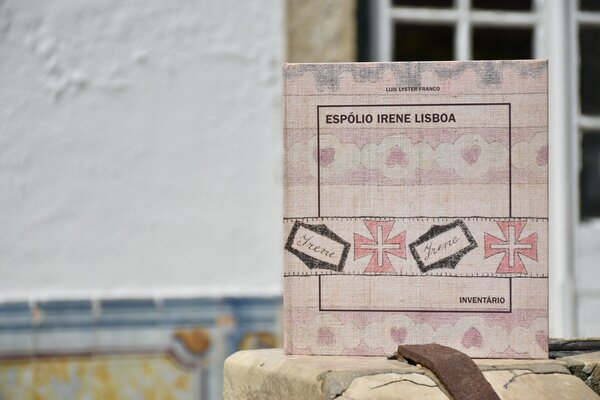 LUIS LYSTER FRANCO
ESPÓLIO IRENE LISBOA
Irene
Irene
INVENTÁRIO